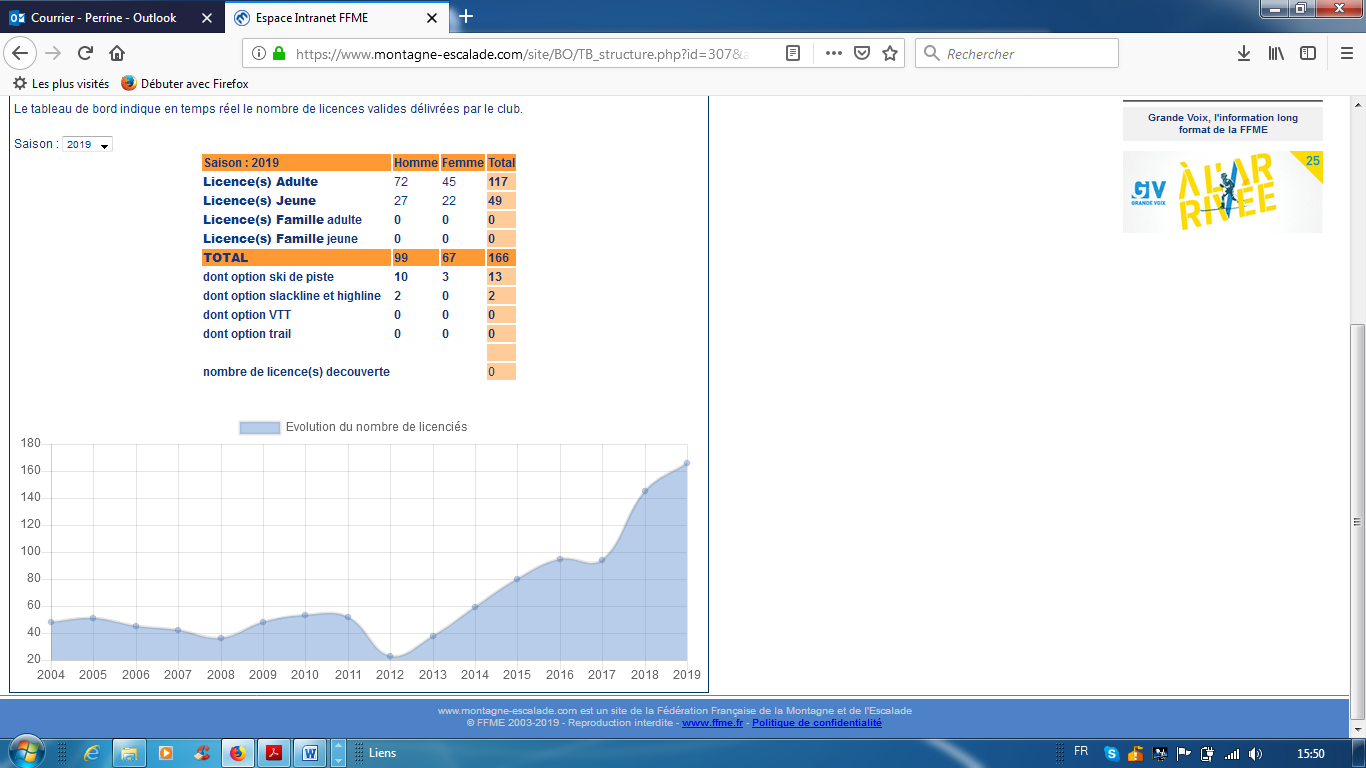 Courrier - Perrine - Outlook
Espace Intranet FFME
https://www.montagne-escalade.com/site/BO/TB_structure.php?id=307&
Rechercher
Les plus visités
Débuter avec Firefox
Le tableau de bord indique en temps réel le nombre de licences valides délivrées par le club.
Saison : 2019
Saison : 2019 Homme Femme Total
Licence(s) Adulte 72 45 117
Licence(s) Jeune 27 22 49
Licence(s) Famille adulte 0 0 0
Licence(s) Famille jeune 0 0 0
TOTAL 99 67 166
dont option ski de piste 10 3 13
dont option slackline et highline 2 0 2
dont option VTT 0 0 0
dont option trail 0 0 0
nombre de licence(s) decouverte 0
Evolution du nombre de licenciés
180
160
140
120
100
80
60
40
20
2004 2005 2006 2007 2008 2009 2010 2011 2012 2013 2014 2015 2016 2017 2018 2019
Grande Voix, l'information long
format de la FFME
GV
GRANDE VOIX
À L'AR
RIVÉE
25
www.montagne-escalade.com est un site de la Fédération Française de la Montagne et de l'Escalade
© FFME 2003-2019 - Reproduction interdite - www.ffme.fr - Politique de confidentialité
Liens
FR
15:50